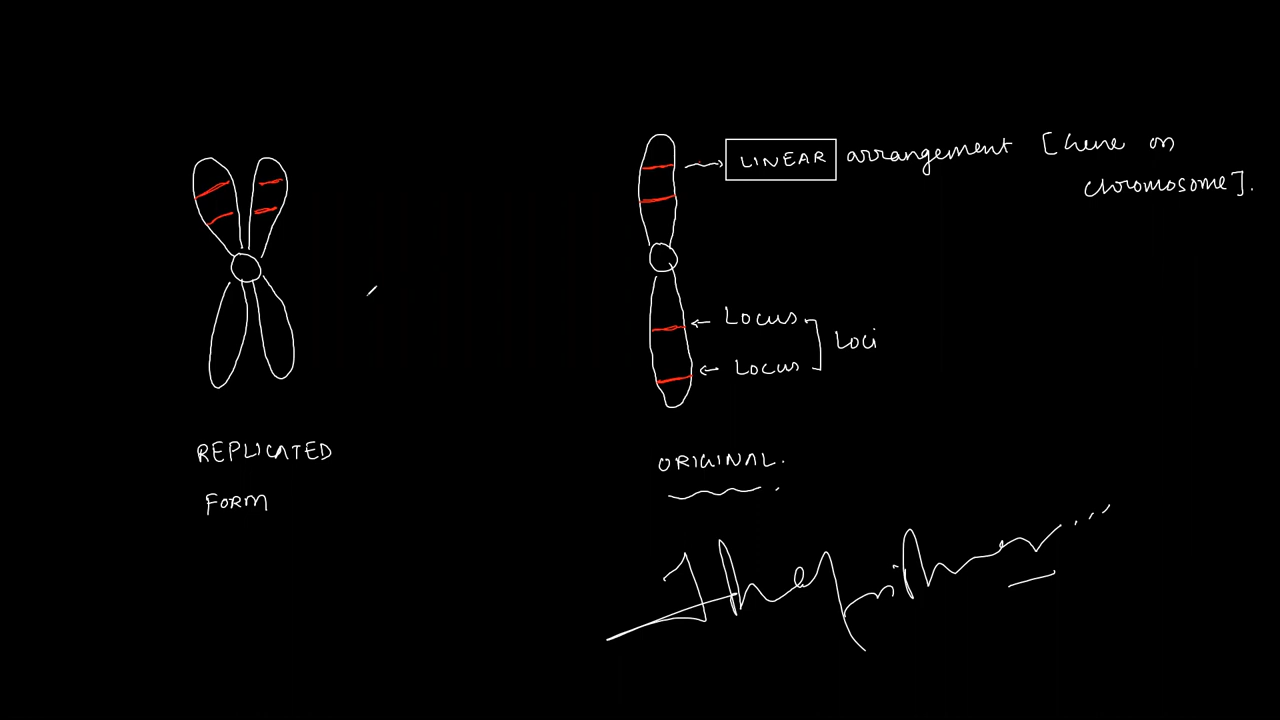 LINEAR arrangement [Gene on
chromosome].
← Locus
Loci
← Locus
REPLICATED
FORM
ORIGINAL.